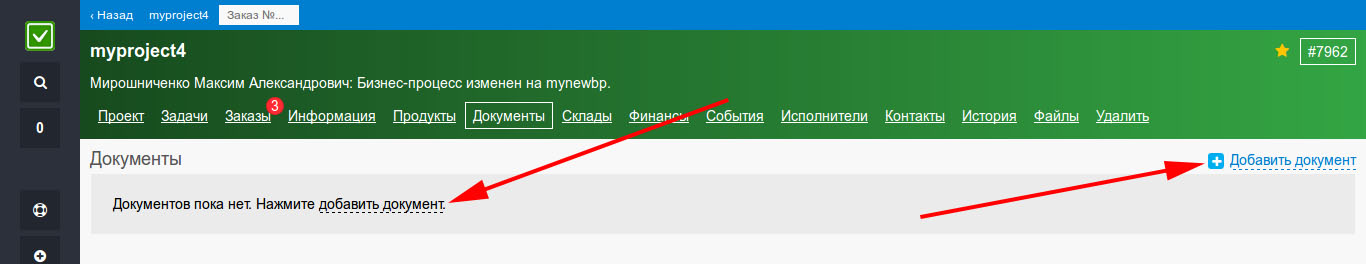 ‹ Назад myproject4 Заказ №...
myproject4
#7962
Мирошниченко Максим Александрович: Бизнес-процесс изменен на mynewbp.
3
0
Проект Задачи Заказы Информация Продукты Документы Склады Финансы События Исполнители Контакты История Файлы Удалить
Документы
Добавить документ
Документов пока нет. Нажмите добавить документ.